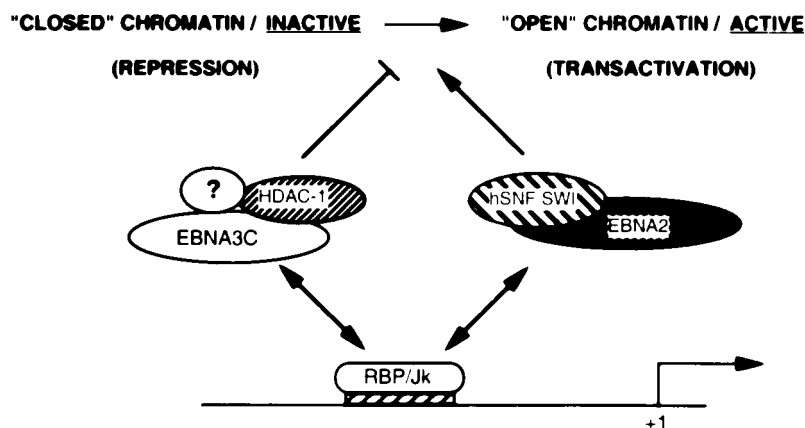 "CLOSED" CHROMATIN / INACTIVE
"OPEN" CHROMATIN / ACTIVE
(REPRESSION)
(TRANSACTIVATION)
?
HDAC-1
EBNA3C
hSNF SWI
EBNA2
RBP/Jk
+1